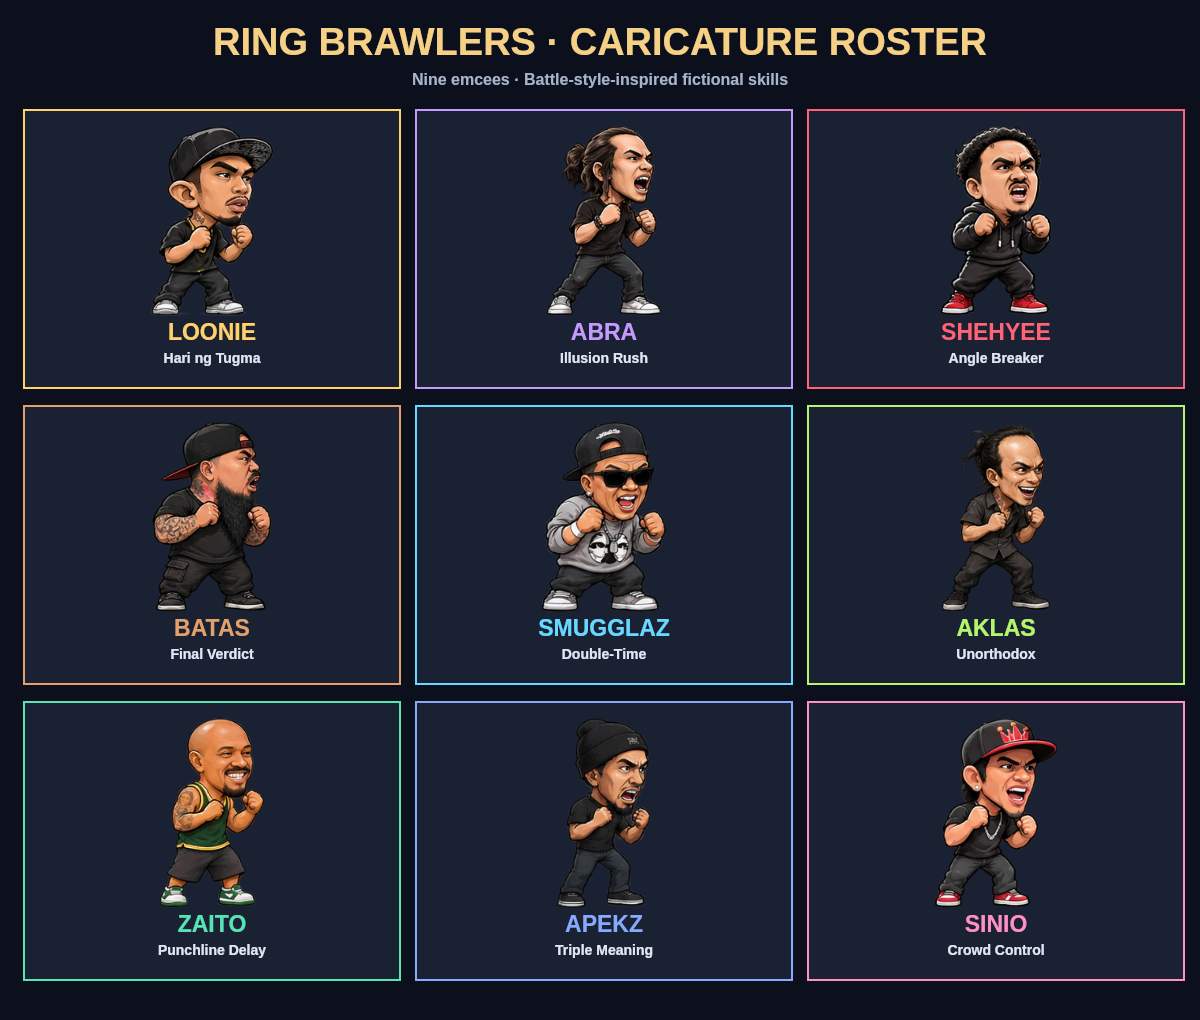 RING BRAWLERS · CARICATURE ROSTER
Nine emcees · Battle-style-inspired fictional skills
LOONIE
Hari ng Tugma
ABRA
Illusion Rush
SHEHYEE
Angle Breaker
BATAS
Final Verdict
SMUGGLAZ
Double-Time
AKLAS
Unorthodox
ZAITO
Punchline Delay
APEKZ
Triple Meaning
SINIO
Crowd Control